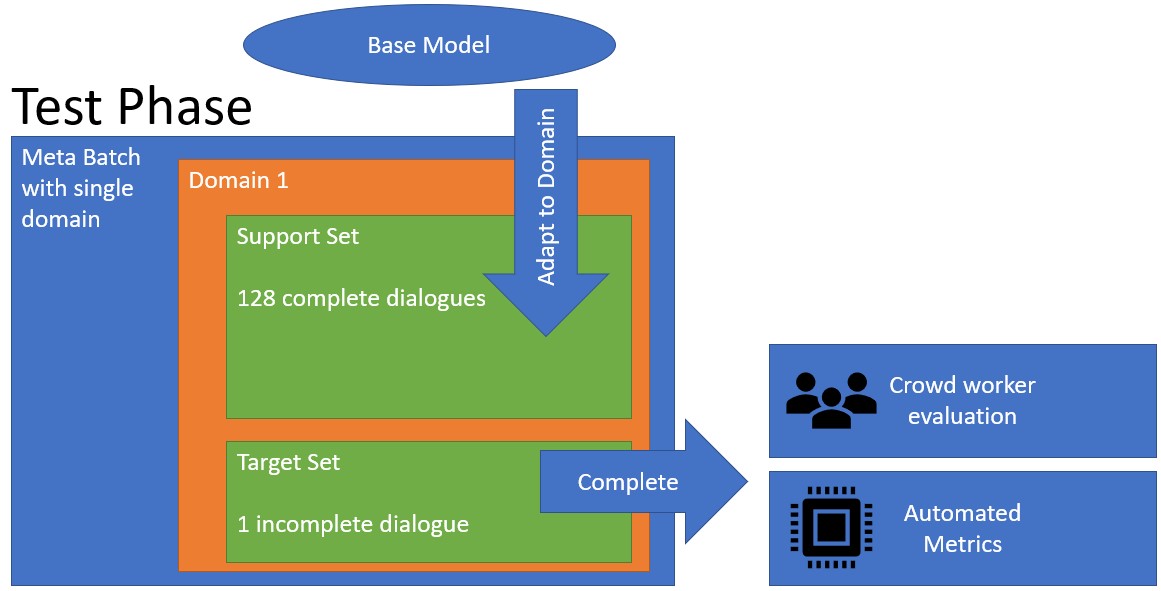 Base Model
Test Phase
Meta Batch
with single
domain
Domain 1
Adapt to Domain
Support Set
128 complete dialogues
Target Set
1 incomplete dialogue
Complete
Crowd worker
evaluation
Automated
Metrics